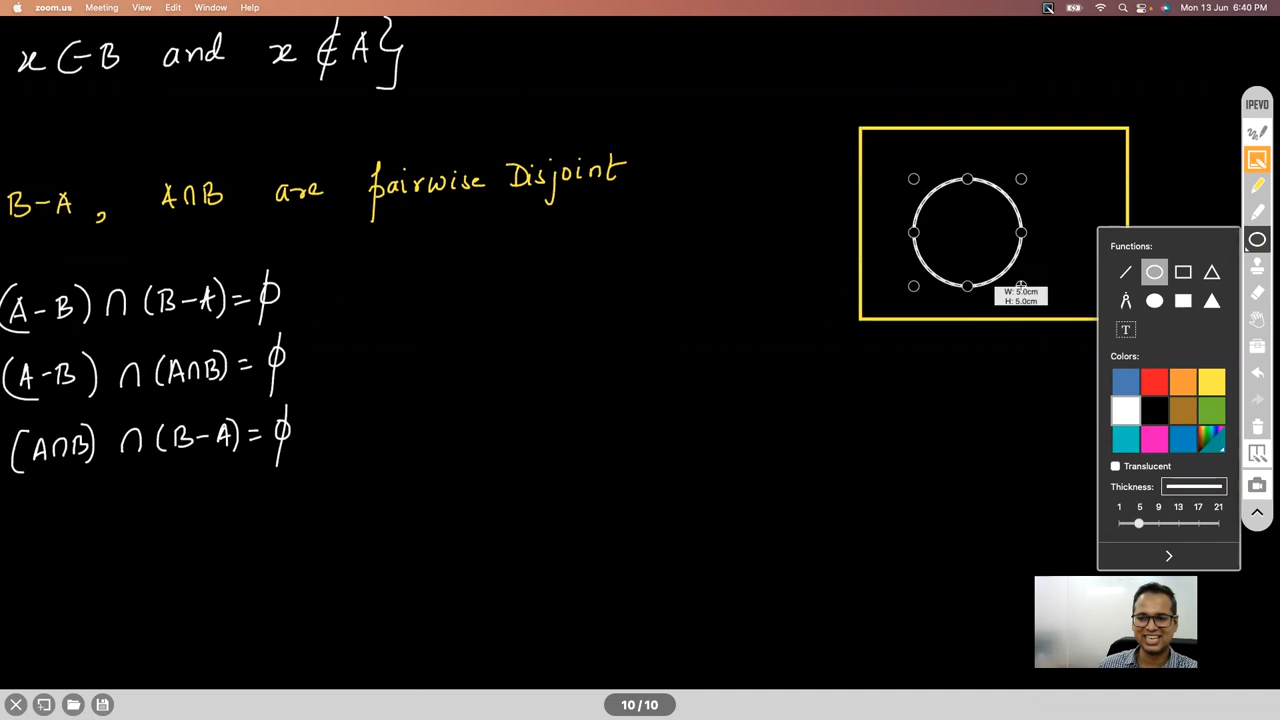 zoom.us Meeting View Edit Window Help Mon 13 Jun 6:40 PM
x ∈ B and x ∉ A}
B-A, A∩B are pairwise Disjoint
(A-B) ∩ (B-A) = ϕ
(A-B) ∩ (A∩B) = ϕ
(A∩B) ∩ (B-A) = ϕ
W: 5.0cm
H: 5.0cm
IPEVO
Functions:
T
Colors:
Translucent
Thickness:
1 5 9 13 17 21
10 / 10